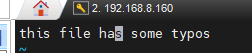 2. 192.168.8.160
this file has some typos
~